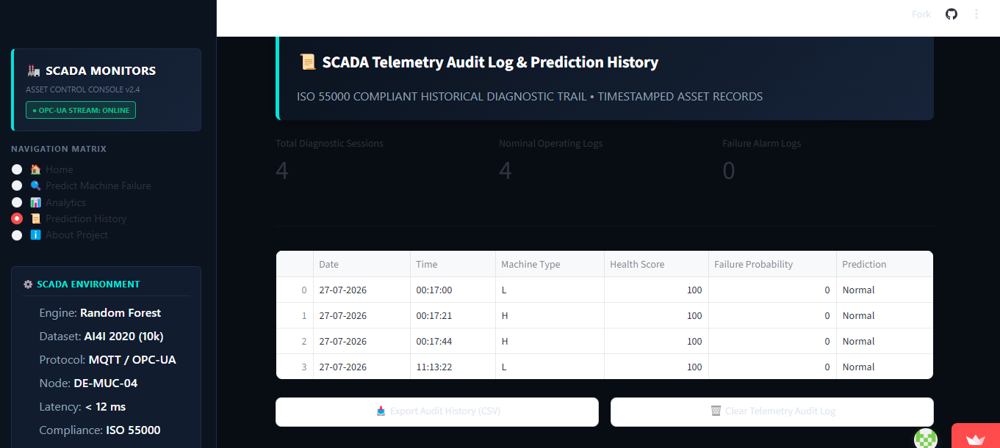 Fork
SCADA MONITORS
ASSET CONTROL CONSOLE v2.4
• OPC-UA STREAM: ONLINE
NAVIGATION MATRIX
Home
Predict Machine Failure
Analytics
Prediction History
About Project
SCADA ENVIRONMENT
Engine: Random Forest
Dataset: AI4I 2020 (10k)
Protocol: MQTT / OPC-UA
Node: DE-MUC-04
Latency: < 12 ms
Compliance: ISO 55000
SCADA Telemetry Audit Log & Prediction History
ISO 55000 COMPLIANT HISTORICAL DIAGNOSTIC TRAIL • TIMESTAMPED ASSET RECORDS
Total Diagnostic Sessions Nominal Operating Logs Failure Alarm Logs
4 4 0
Date Time Machine Type Health Score Failure Probability Prediction
0 27-07-2026 00:17:00 L 100 0 Normal
1 27-07-2026 00:17:21 H 100 0 Normal
2 27-07-2026 00:17:44 H 100 0 Normal
3 27-07-2026 11:13:22 L 100 0 Normal
Export Audit History (CSV) Clear Telemetry Audit Log